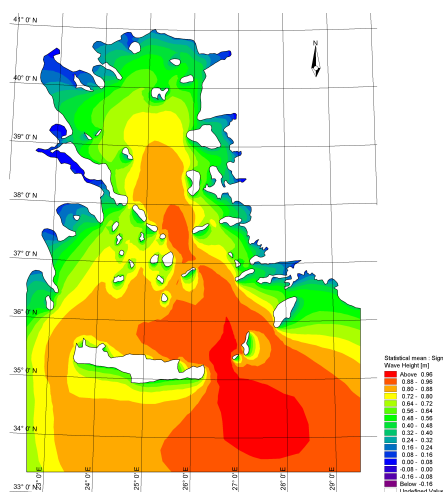 41° 0' N
N
40° 0' N
39° 0' N
38° 0' N
37° 0' N
36° 0' N
35° 0' N
34° 0' N
33° 0' N
23° 0' E
24° 0' E
25° 0' E
26° 0' E
27° 0' E
28° 0' E
29° 0' E
Statistical mean : Sign
Wave Height [m]
Above 0.96
0.88 - 0.96
0.80 - 0.88
0.72 - 0.80
0.64 - 0.72
0.56 - 0.64
0.48 - 0.56
0.40 - 0.48
0.32 - 0.40
0.24 - 0.32
0.16 - 0.24
0.08 - 0.16
0.00 - 0.08
-0.08 - 0.00
-0.16 - -0.08
Below -0.16
Undefined Value